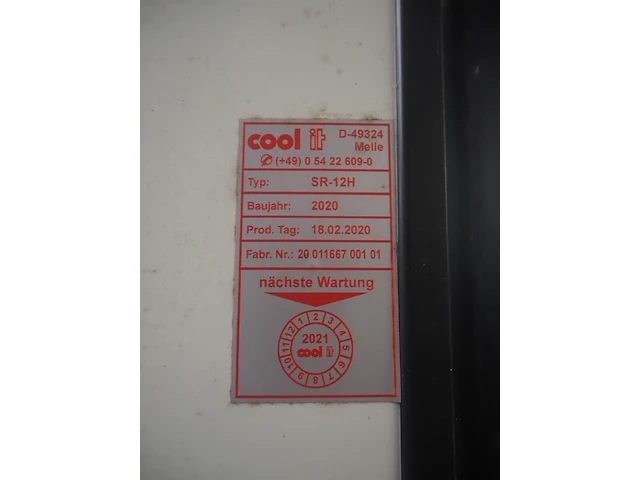 cool it D-49324
Melle
✆ (+49) 0 54 22 609-0
Typ: SR-12H
Baujahr: 2020
Prod. Tag: 18.02.2020
Fabr. Nr.: 20 011667 001 01
nächste Wartung
1 2 3 4 5 6 7 8 9 10 11 12
2021
cool it